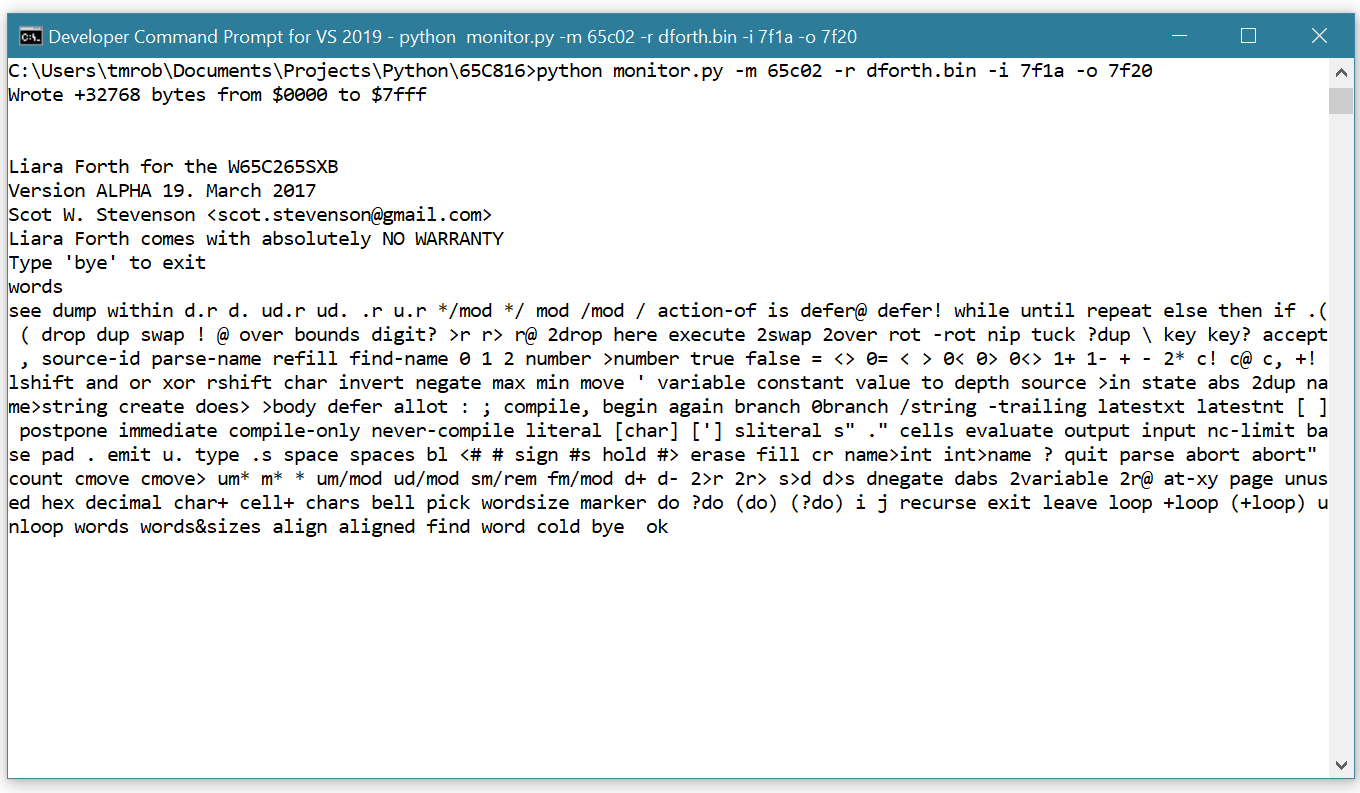 Developer Command Prompt for VS 2019 - python  monitor.py -m 65c02 -r dforth.bin -i 7f1a -o 7f20
C:\Users\tmrob\Documents\Projects\Python\65C816>python monitor.py -m 65c02 -r dforth.bin -i 7f1a -o 7f20
Wrote +32768 bytes from $0000 to $7fff
Liara Forth for the W65C265SXB
Version ALPHA 19. March 2017
Scot W. Stevenson <scot.stevenson@gmail.com>
Liara Forth comes with absolutely NO WARRANTY
Type 'bye' to exit
words
see dump within d.r d. ud.r ud. .r u.r */mod */ mod /mod / action-of is defer@ defer! while until repeat else then if .(
 ( drop dup swap ! @ over bounds digit? >r r> r@ 2drop here execute 2swap 2over rot -rot nip tuck ?dup \ key key? accept
 , source-id parse-name refill find-name 0 1 2 number >number true false = <> 0= < > 0< 0> 0<> 1+ 1- + - 2* c! c@ c, +!
lshift and or xor rshift char invert negate max min move ' variable constant value to depth source >in state abs 2dup na
me>string create does> >body defer allot : ; compile, begin again branch 0branch /string -trailing latestxt latestnt [ ]
 postpone immediate compile-only never-compile literal [char] ['] sliteral s" ." cells evaluate output input nc-limit ba
se pad . emit u. type .s space spaces bl <# # sign #s hold #> erase fill cr name>int int>name ? quit parse abort abort"
count cmove cmove> um* m* * um/mod ud/mod sm/rem fm/mod d+ d- 2>r 2r> s>d d>s dnegate dabs 2variable 2r@ at-xy page unus
ed hex decimal char+ cell+ chars bell pick wordsize marker do ?do (do) (?do) i j recurse exit leave loop +loop (+loop) u
nloop words words&sizes align aligned find word cold bye  ok